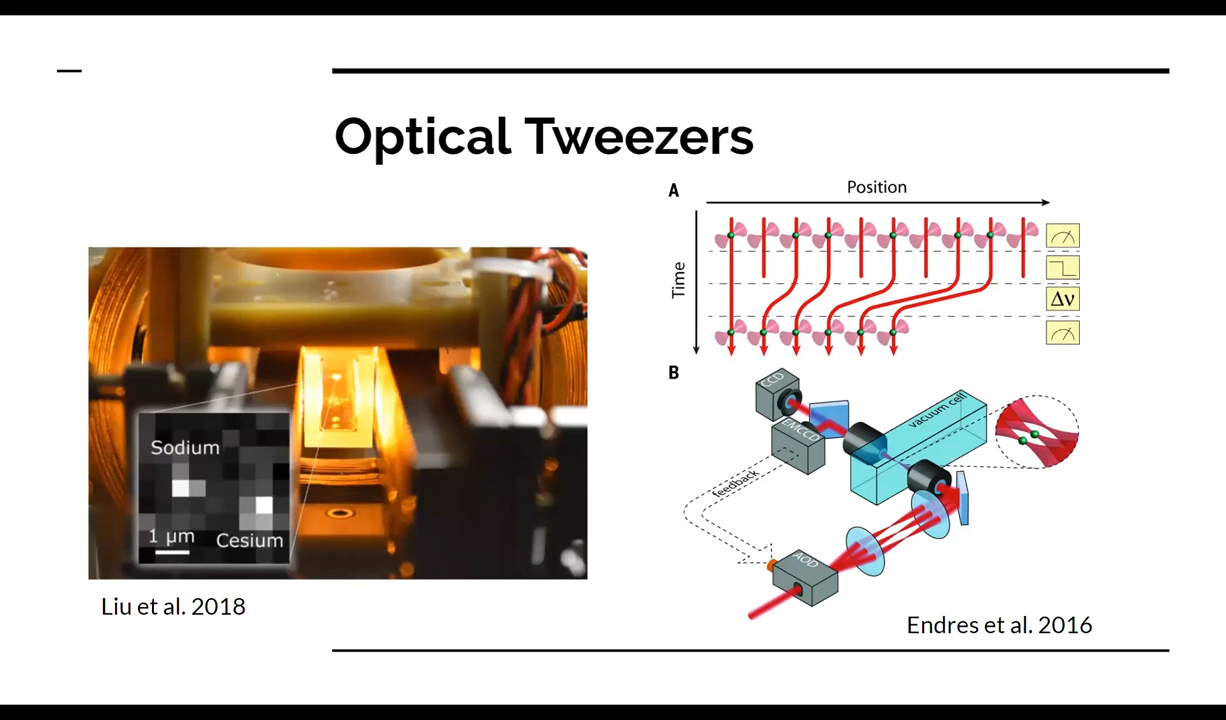 Optical Tweezers
Sodium
1 μm
Cesium
Liu et al. 2018
A
Position
Time
Δν
B
CCD
EMCCD
vacuum cell
feedback
AOD
Endres et al. 2016